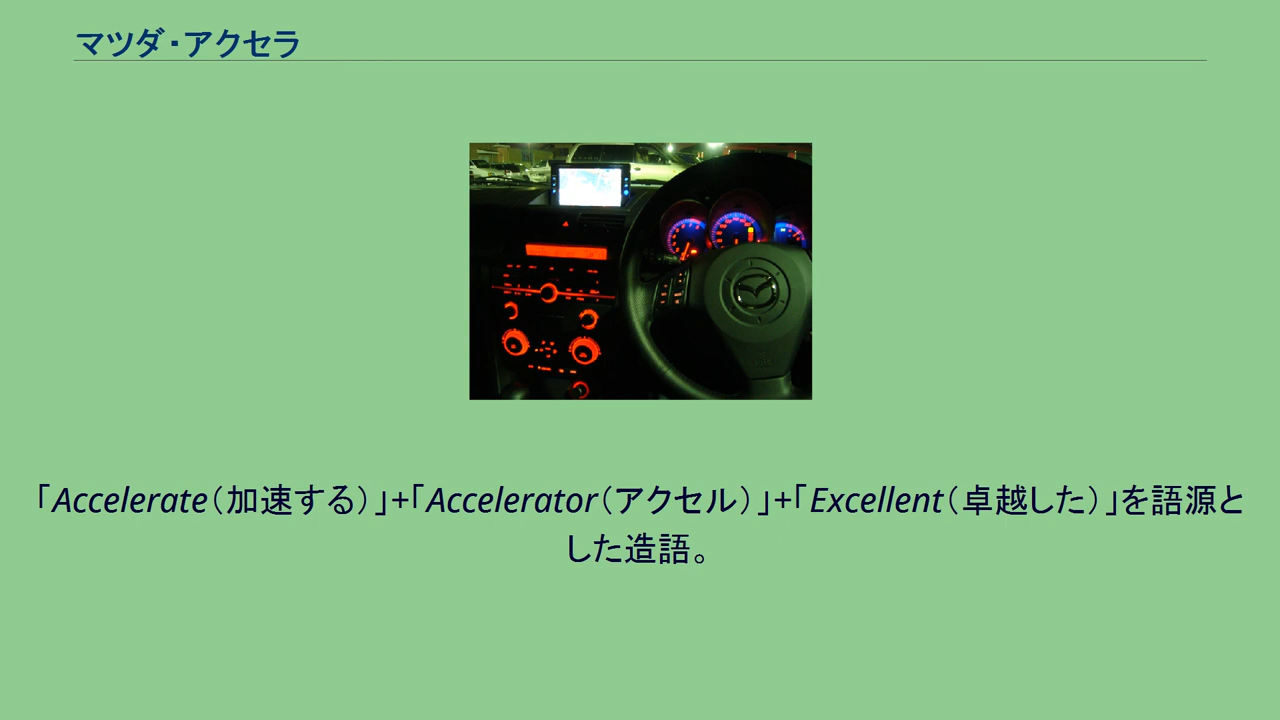 マツダ・アクセラ
「Accelerate（加速する）」+「Accelerator（アクセル）」+「Excellent（卓越した）」を語源と
した造語。